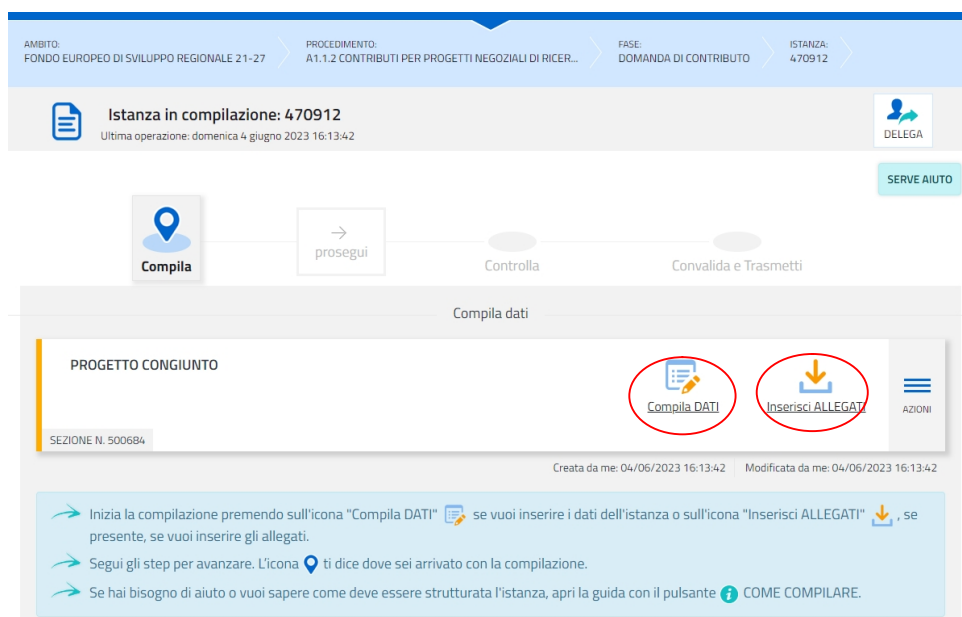 AMBITO:
FONDO EUROPEO DI SVILUPPO REGIONALE 21-27
PROCEDIMENTO:
A1.1.2 CONTRIBUTI PER PROGETTI NEGOZIALI DI RICER...
FASE:
DOMANDA DI CONTRIBUTO
ISTANZA:
470912
Istanza in compilazione: 470912
Ultima operazione: domenica 4 giugno 2023 16:13:42
DELEGA
SERVE AIUTO
Compila
prosegui
Controlla
Convalida e Trasmetti
Compila dati
PROGETTO CONGIUNTO
Compila DATI
Inserisci ALLEGATI
AZIONI
SEZIONE N. 500684
Creata da me: 04/06/2023 16:13:42
Modificata da me: 04/06/2023 16:13:42
Inizia la compilazione premendo sull'icona "Compila DATI" se vuoi inserire i dati dell'istanza o sull'icona "Inserisci ALLEGATI" , se
presente, se vuoi inserire gli allegati.
Segui gli step per avanzare. L'icona ti dice dove sei arrivato con la compilazione.
Se hai bisogno di aiuto o vuoi sapere come deve essere strutturata l'istanza, apri la guida con il pulsante COME COMPILARE.